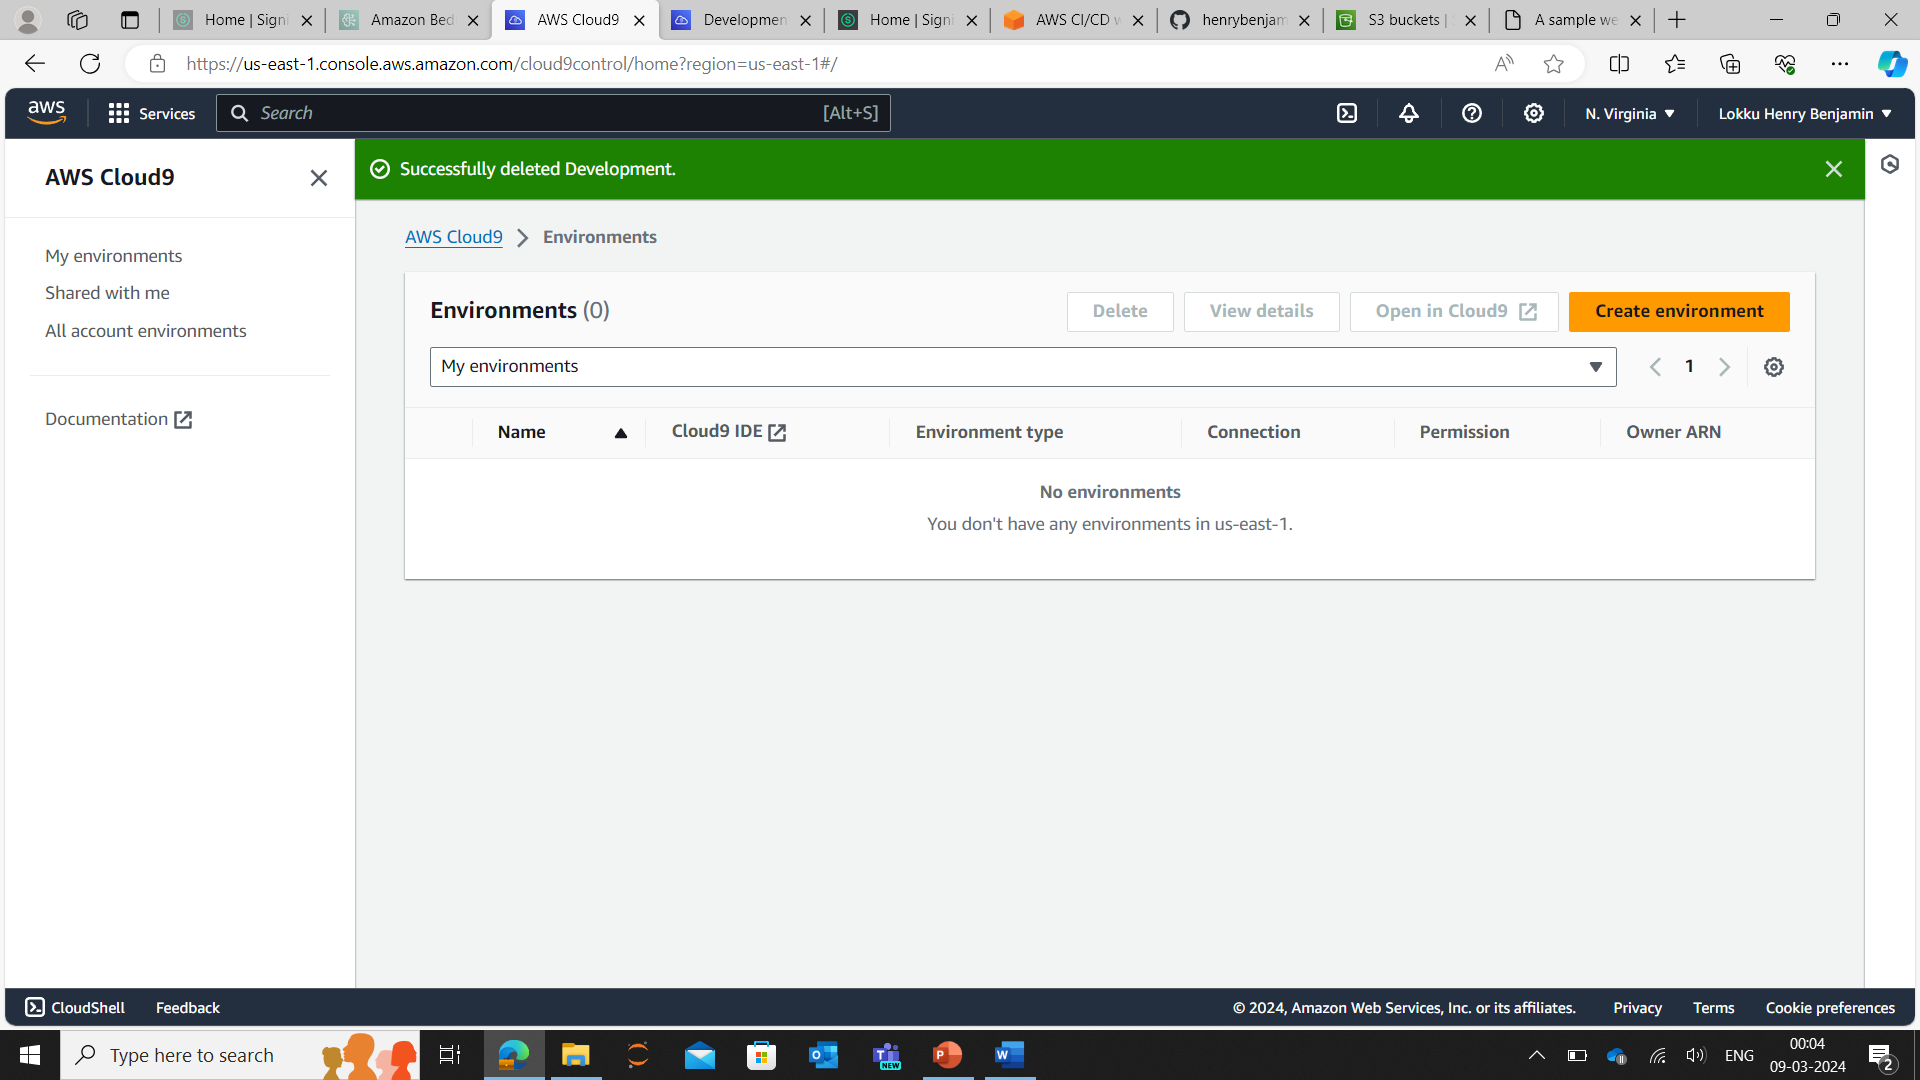 Home | Signi
Amazon Bed
AWS Cloud9
Developmen
Home | Signi
AWS CI/CD w
henrybenjam
S3 buckets | S
A sample we
https://us-east-1.console.aws.amazon.com/cloud9control/home?region=us-east-1#/
aws
Services
Search
[Alt+S]
N. Virginia
Lokku Henry Benjamin
AWS Cloud9
Successfully deleted Development.
My environments
Shared with me
All account environments
Documentation
AWS Cloud9 > Environments
Environments (0)
Delete
View details
Open in Cloud9
Create environment
My environments
1
Name
Cloud9 IDE
Environment type
Connection
Permission
Owner ARN
No environments
You don't have any environments in us-east-1.
CloudShell
Feedback
© 2024, Amazon Web Services, Inc. or its affiliates.
Privacy
Terms
Cookie preferences
Type here to search
NEW
ENG
00:04
09-03-2024
2